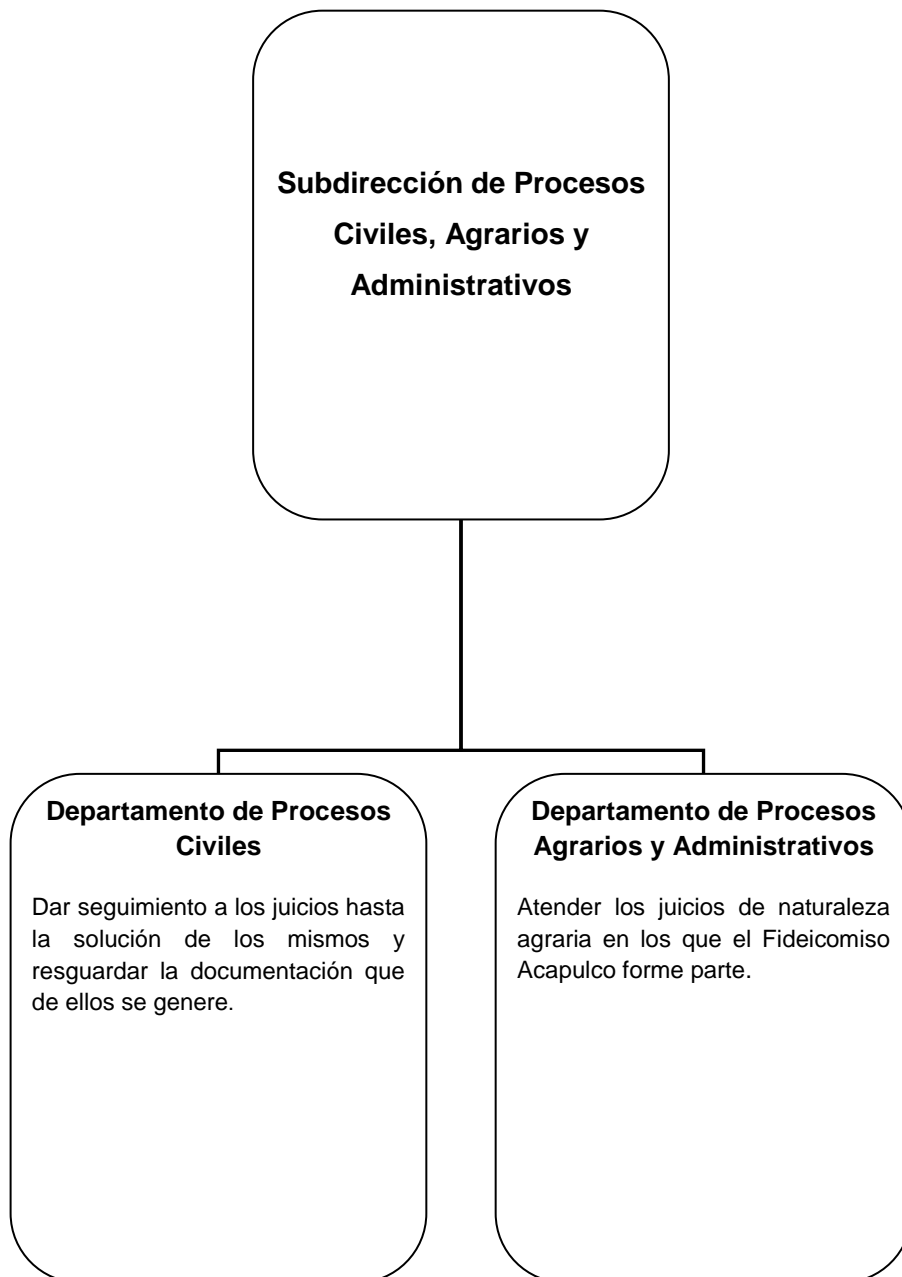 Subdirección de Procesos
Civiles, Agrarios y
Administrativos
Departamento de Procesos
Civiles
Dar seguimiento a los juicios hasta
la solución de los mismos y
resguardar la documentación que
de ellos se genere.
Departamento de Procesos
Agrarios y Administrativos
Atender los juicios de naturaleza
agraria en los que el Fideicomiso
Acapulco forme parte.